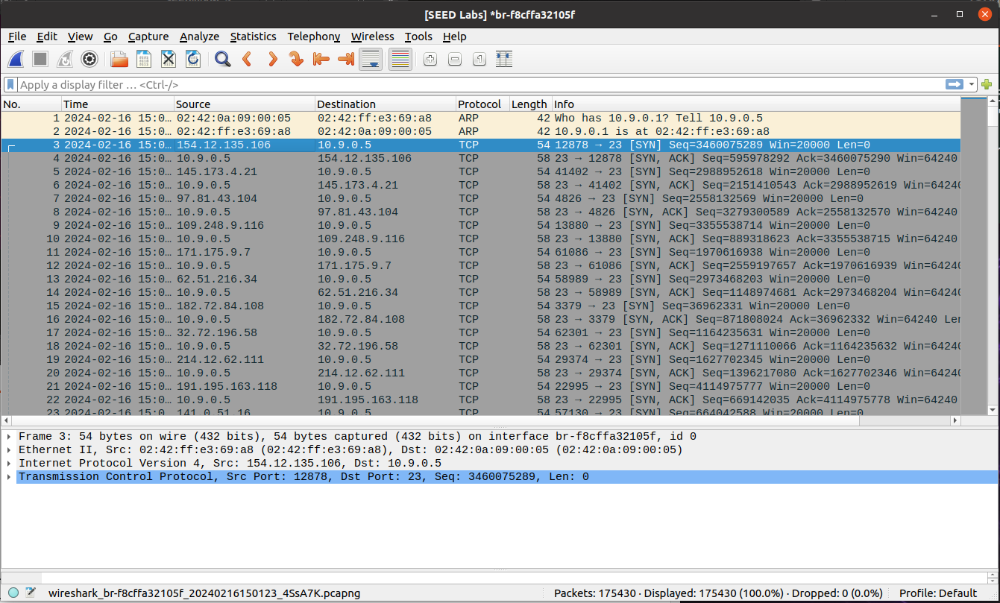 [SEED Labs] *br-f8cffa32105f
File Edit View Go Capture Analyze Statistics Telephony Wireless Tools Help
Apply a display filter … <Ctrl-/>
No. Time Source Destination Protocol Length Info
1 2024-02-16 15:0… 02:42:0a:09:00:05 02:42:ff:e3:69:a8 ARP 42 Who has 10.9.0.1? Tell 10.9.0.5
2 2024-02-16 15:0… 02:42:ff:e3:69:a8 02:42:0a:09:00:05 ARP 42 10.9.0.1 is at 02:42:ff:e3:69:a8
3 2024-02-16 15:0… 154.12.135.106 10.9.0.5 TCP 54 12878 → 23 [SYN] Seq=3460075289 Win=20000 Len=0
4 2024-02-16 15:0… 10.9.0.5 154.12.135.106 TCP 58 23 → 12878 [SYN, ACK] Seq=595978292 Ack=3460075290 Win=64240
5 2024-02-16 15:0… 145.173.4.21 10.9.0.5 TCP 54 41402 → 23 [SYN] Seq=2988952618 Win=20000 Len=0
6 2024-02-16 15:0… 10.9.0.5 145.173.4.21 TCP 58 23 → 41402 [SYN, ACK] Seq=2151410543 Ack=2988952619 Win=64240
7 2024-02-16 15:0… 97.81.43.104 10.9.0.5 TCP 54 4826 → 23 [SYN] Seq=2558132569 Win=20000 Len=0
8 2024-02-16 15:0… 10.9.0.5 97.81.43.104 TCP 58 23 → 4826 [SYN, ACK] Seq=3279300589 Ack=2558132570 Win=64240
9 2024-02-16 15:0… 109.248.9.116 10.9.0.5 TCP 54 13880 → 23 [SYN] Seq=3355538714 Win=20000 Len=0
10 2024-02-16 15:0… 10.9.0.5 109.248.9.116 TCP 58 23 → 13880 [SYN, ACK] Seq=889318623 Ack=3355538715 Win=64240
11 2024-02-16 15:0… 171.175.9.7 10.9.0.5 TCP 54 61086 → 23 [SYN] Seq=1970616938 Win=20000 Len=0
12 2024-02-16 15:0… 10.9.0.5 171.175.9.7 TCP 58 23 → 61086 [SYN, ACK] Seq=2559197657 Ack=1970616939 Win=64240
13 2024-02-16 15:0… 62.51.216.34 10.9.0.5 TCP 54 58989 → 23 [SYN] Seq=2973468203 Win=20000 Len=0
14 2024-02-16 15:0… 10.9.0.5 62.51.216.34 TCP 58 23 → 58989 [SYN, ACK] Seq=1148974681 Ack=2973468204 Win=64240
15 2024-02-16 15:0… 182.72.84.108 10.9.0.5 TCP 54 3379 → 23 [SYN] Seq=36962331 Win=20000 Len=0
16 2024-02-16 15:0… 10.9.0.5 182.72.84.108 TCP 58 23 → 3379 [SYN, ACK] Seq=871808024 Ack=36962332 Win=64240 Len
17 2024-02-16 15:0… 32.72.196.58 10.9.0.5 TCP 54 62301 → 23 [SYN] Seq=1164235631 Win=20000 Len=0
18 2024-02-16 15:0… 10.9.0.5 32.72.196.58 TCP 58 23 → 62301 [SYN, ACK] Seq=1271110066 Ack=1164235632 Win=64240
19 2024-02-16 15:0… 214.12.62.111 10.9.0.5 TCP 54 29374 → 23 [SYN] Seq=1627702345 Win=20000 Len=0
20 2024-02-16 15:0… 10.9.0.5 214.12.62.111 TCP 58 23 → 29374 [SYN, ACK] Seq=1396217080 Ack=1627702346 Win=64240
21 2024-02-16 15:0… 191.195.163.118 10.9.0.5 TCP 54 22995 → 23 [SYN] Seq=4114975777 Win=20000 Len=0
22 2024-02-16 15:0… 10.9.0.5 191.195.163.118 TCP 58 23 → 22995 [SYN, ACK] Seq=669142035 Ack=4114975778 Win=64240
23 2024-02-16 15:0… 141.0.51.16 10.9.0.5 TCP 54 57130 → 23 [SYN] Seq=664042588 Win=20000 Len=0
Frame 3: 54 bytes on wire (432 bits), 54 bytes captured (432 bits) on interface br-f8cffa32105f, id 0
Ethernet II, Src: 02:42:ff:e3:69:a8 (02:42:ff:e3:69:a8), Dst: 02:42:0a:09:00:05 (02:42:0a:09:00:05)
Internet Protocol Version 4, Src: 154.12.135.106, Dst: 10.9.0.5
Transmission Control Protocol, Src Port: 12878, Dst Port: 23, Seq: 3460075289, Len: 0
wireshark_br-f8cffa32105f_20240216150123_4SsA7K.pcapng Packets: 175430 · Displayed: 175430 (100.0%) · Dropped: 0 (0.0%) Profile: Default